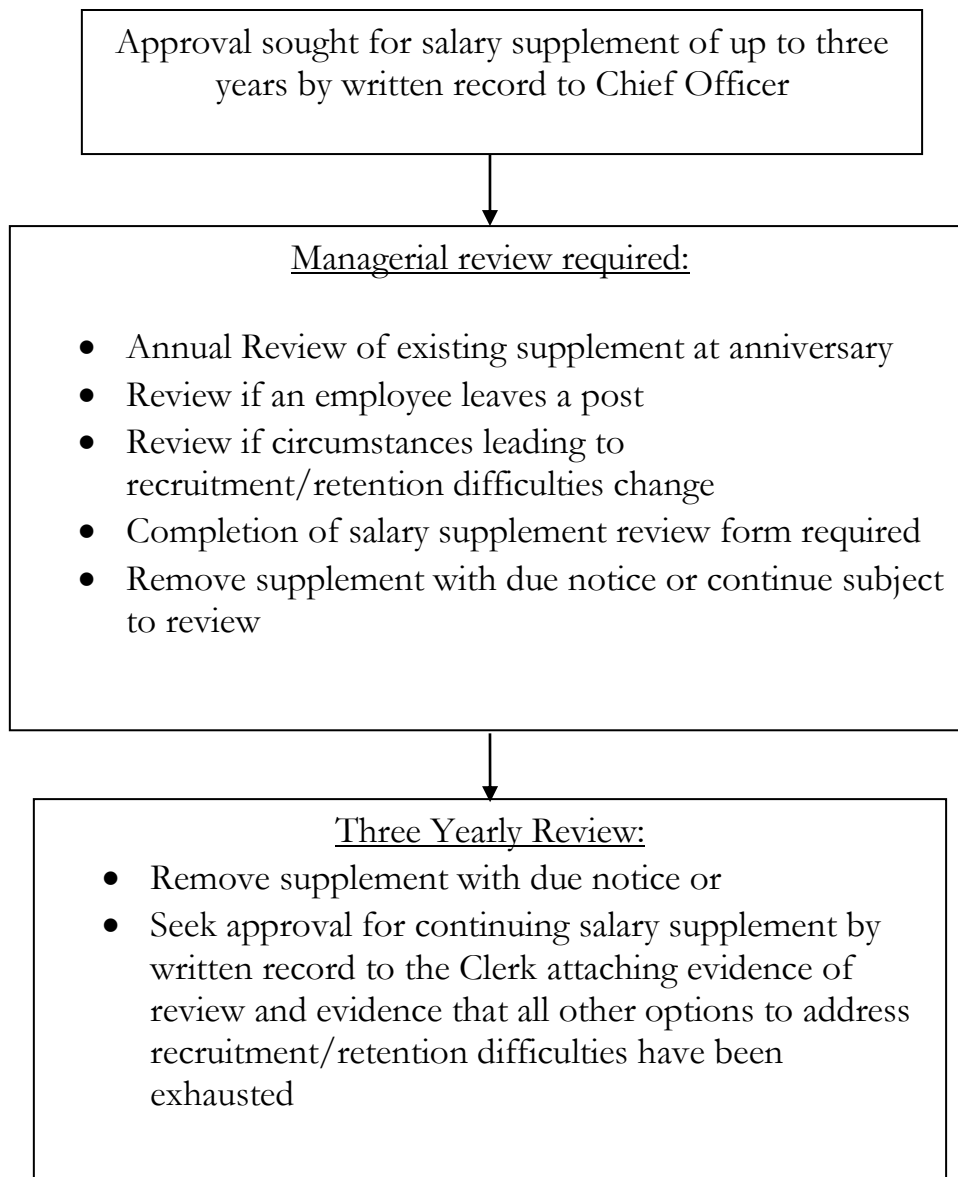 Approval sought for salary supplement of up to three
years by written record to Chief Officer
Managerial review required:
• Annual Review of existing supplement at anniversary
• Review if an employee leaves a post
• Review if circumstances leading to
recruitment/retention difficulties change
• Completion of salary supplement review form required
• Remove supplement with due notice or continue subject
to review
Three Yearly Review:
• Remove supplement with due notice or
• Seek approval for continuing salary supplement by
written record to the Clerk attaching evidence of
review and evidence that all other options to address
recruitment/retention difficulties have been
exhausted